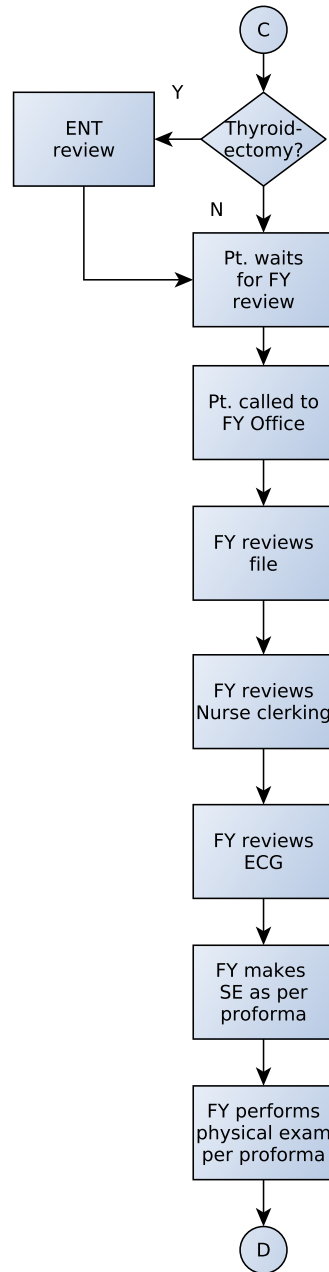 C
Y
Thyroid-
ectomy?
ENT
review
N
Pt. waits
for FY
review
Pt. called to
FY Office
FY reviews
file
FY reviews
Nurse clerking
FY reviews
ECG
FY makes
SE as per
proforma
FY performs
physical exam
per proforma
D